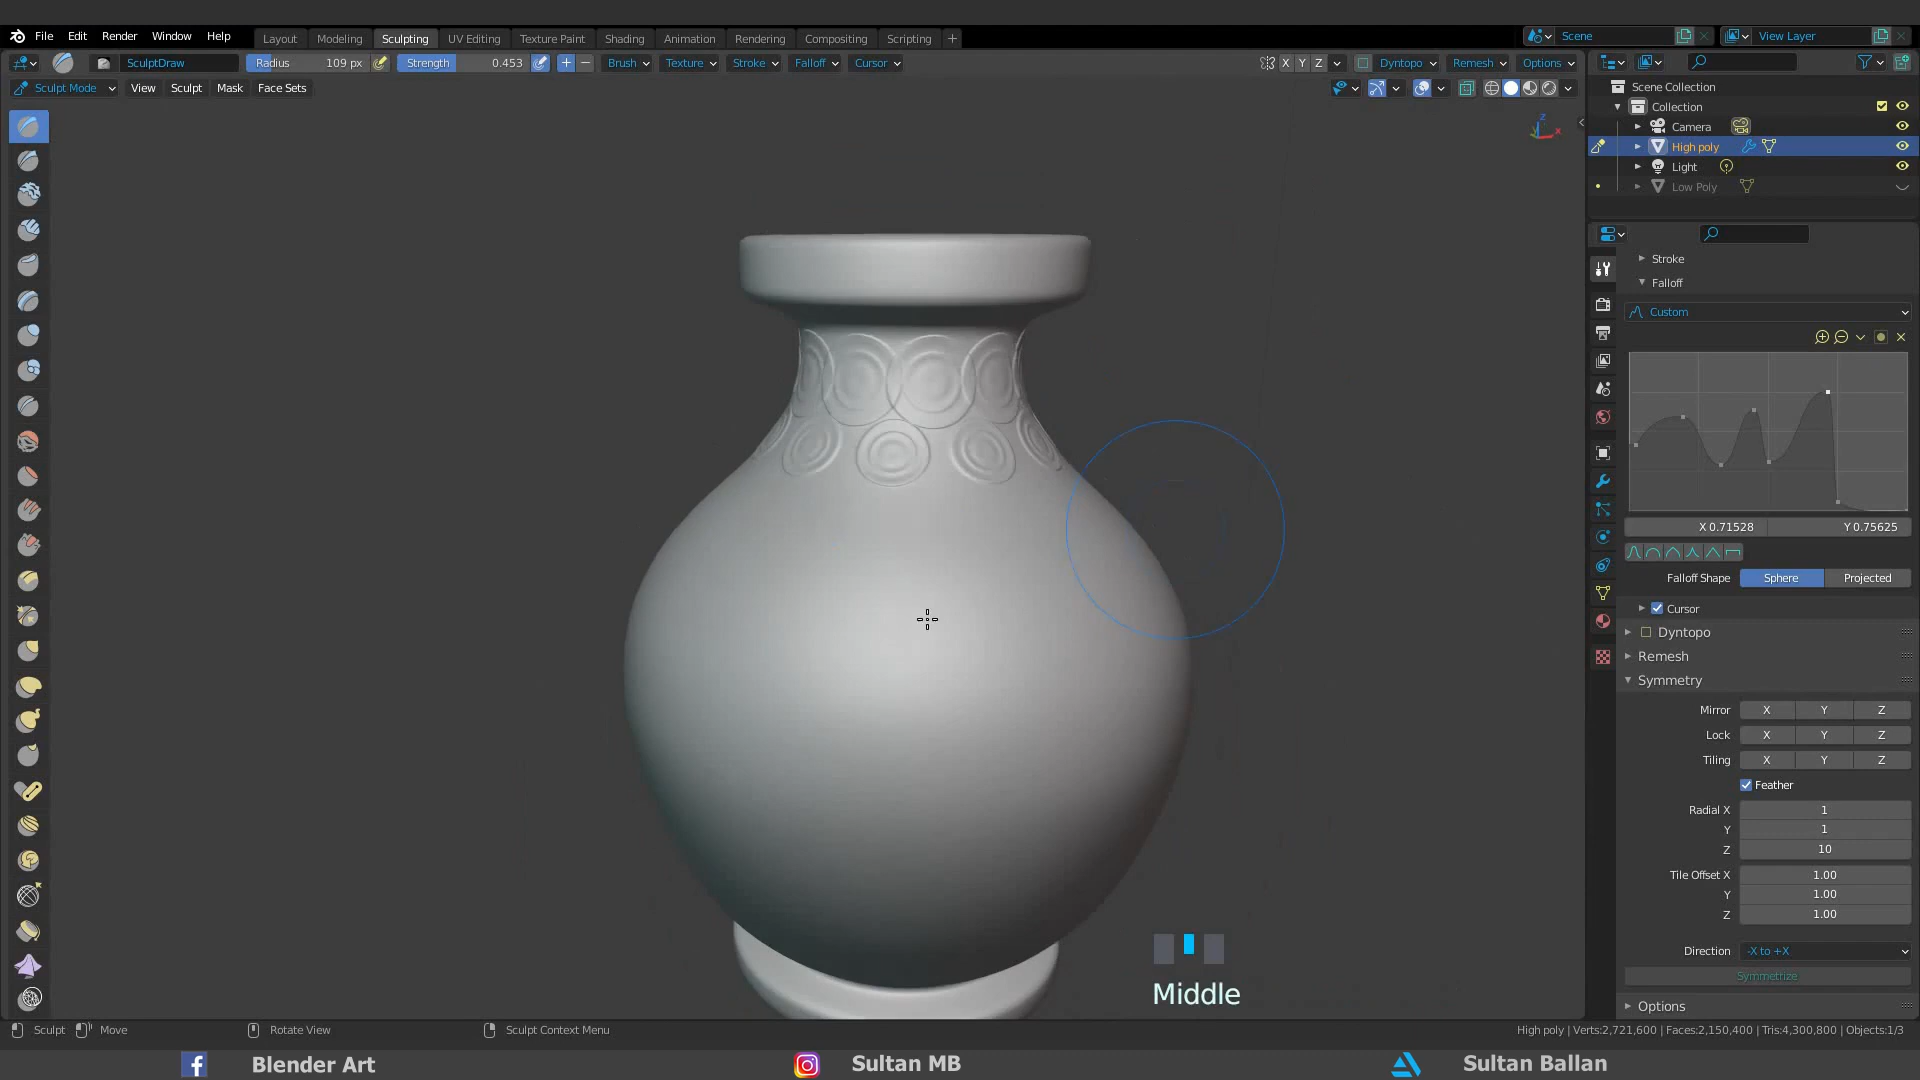 File Edit Render Window Help
Layout Modeling Sculpting UV Editing Texture Paint Shading Animation Rendering Compositing Scripting +
Scene
View Layer
SculptDraw
Radius 109 px
Strength 0.453
Brush Texture Stroke Falloff Cursor
X Y Z
Dyntopo Remesh Options
Sculpt Mode View Sculpt Mask Face Sets
Z
X
Scene Collection
Collection
Camera
High poly
Light
Low Poly
Stroke
Falloff
Custom
X 0.71528 Y 0.75625
Falloff Shape Sphere Projected
Cursor
Dyntopo
Remesh
Symmetry
Mirror X Y Z
Lock X Y Z
Tiling X Y Z
Feather
Radial X 1
Y 1
Z 10
Tile Offset X 1.00
Y 1.00
Z 1.00
Direction -X to +X
Symmetrize
Options
Middle
Sculpt Move Rotate View Sculpt Context Menu
High poly | Verts:2,721,600 | Faces:2,150,400 | Tris:4,300,800 | Objects:1/3
Blender Art Sultan MB Sultan Ballan